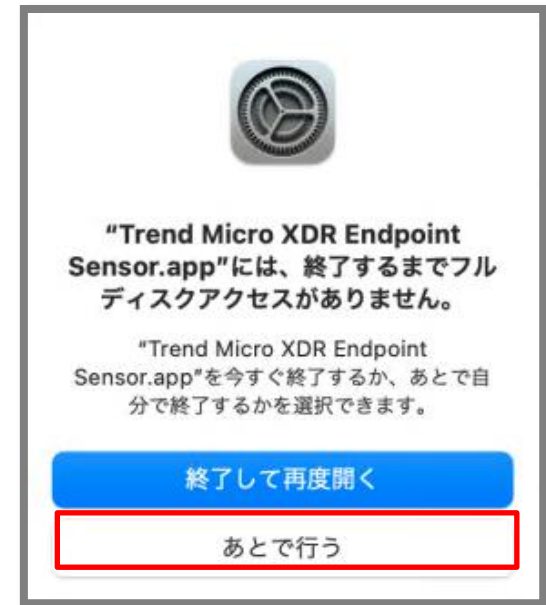 "Trend Micro XDR Endpoint
Sensor.app"には、終了するまでフル
ディスクアクセスがありません。
"Trend Micro XDR Endpoint
Sensor.app"を今すぐ終了するか、あとで自
分で終了するかを選択できます。
終了して再度開く
あとで行う